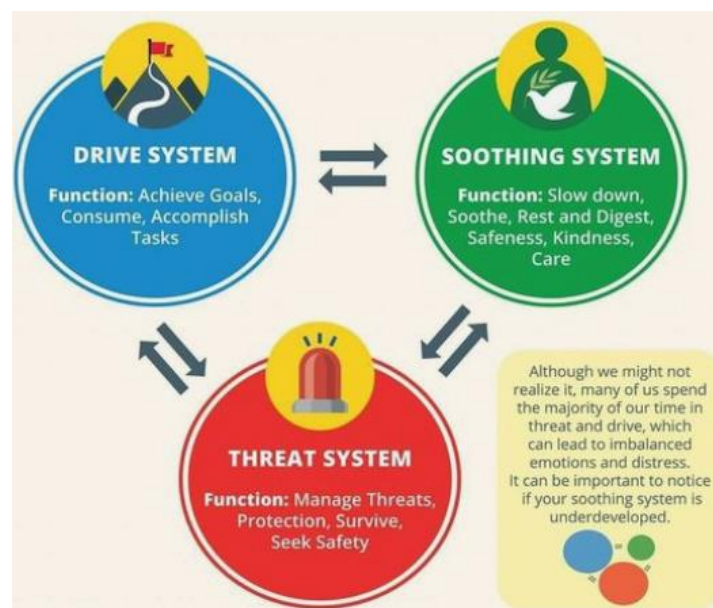 DRIVE SYSTEM
Function: Achieve Goals,
Consume, Accomplish
Tasks
SOOTHING SYSTEM
Function: Slow down,
Soothe, Rest and Digest,
Safeness, Kindness,
Care
THREAT SYSTEM
Function: Manage Threats,
Protection, Survive,
Seek Safety
Although we might not
realize it, many of us spend
the majority of our time in
threat and drive, which
can lead to imbalanced
emotions and distress.
It can be important to notice
if your soothing system is
underdeveloped.